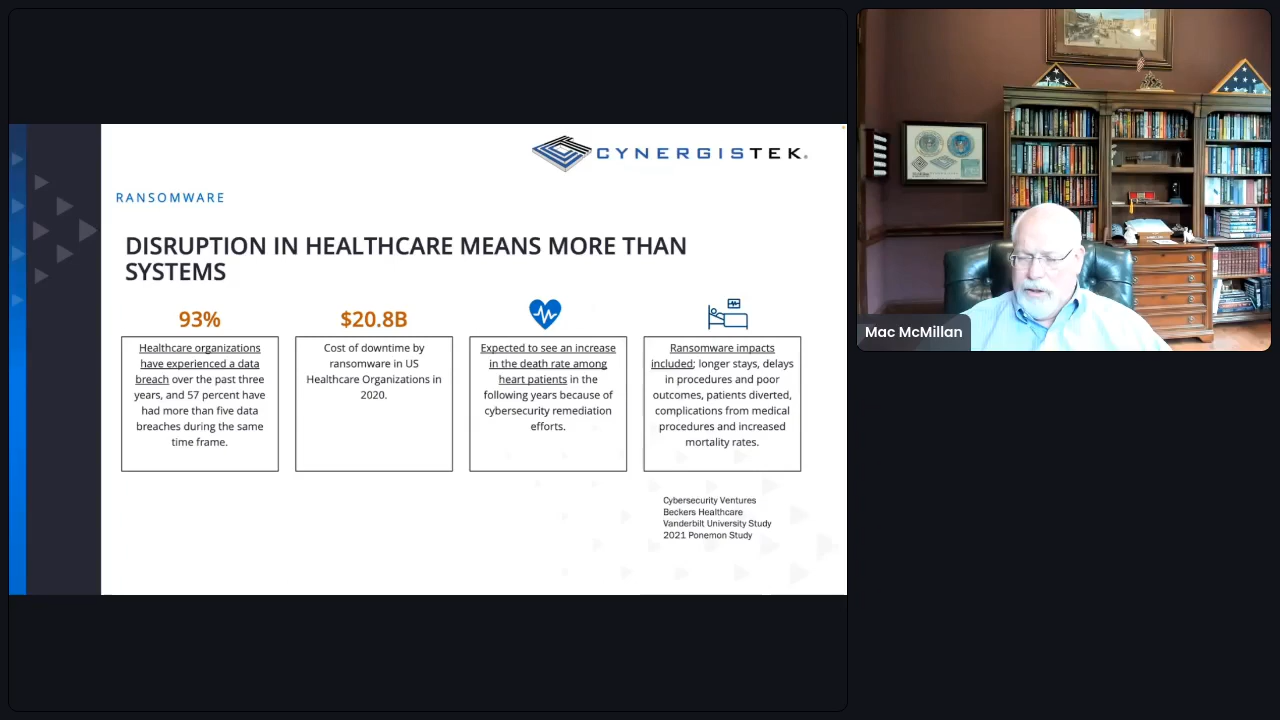 CYNERGISTEK
RANSOMWARE
DISRUPTION IN HEALTHCARE MEANS MORE THAN
SYSTEMS
93%
Healthcare organizations
have experienced a data
breach over the past three
years, and 57 percent have
had more than five data
breaches during the same
time frame.
$20.8B
Cost of downtime by
ransomware in US
Healthcare Organizations in
2020.
Expected to see an increase
in the death rate among
heart patients in the
following years because of
cybersecurity remediation
efforts.
Ransomware impacts
included; longer stays, delays
in procedures and poor
outcomes, patients diverted,
complications from medical
procedures and increased
mortality rates.
Cybersecurity Ventures
Beckers Healthcare
Vanderbilt University Study
2021 Ponemon Study
Mac McMillan